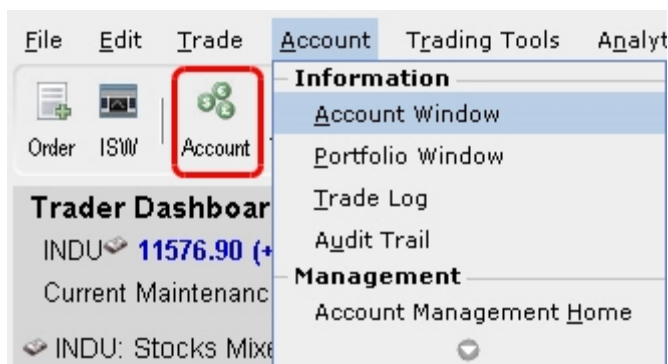 File Edit Trade Account Trading Tools Analyt
Information
Account Window
Order ISW Account
Portfolio Window
Trade Log
Trader Dashboar
Audit Trail
INDU 11576.90 (+
Management
Current Maintenanc
Account Management Home
INDU: Stocks Mixe